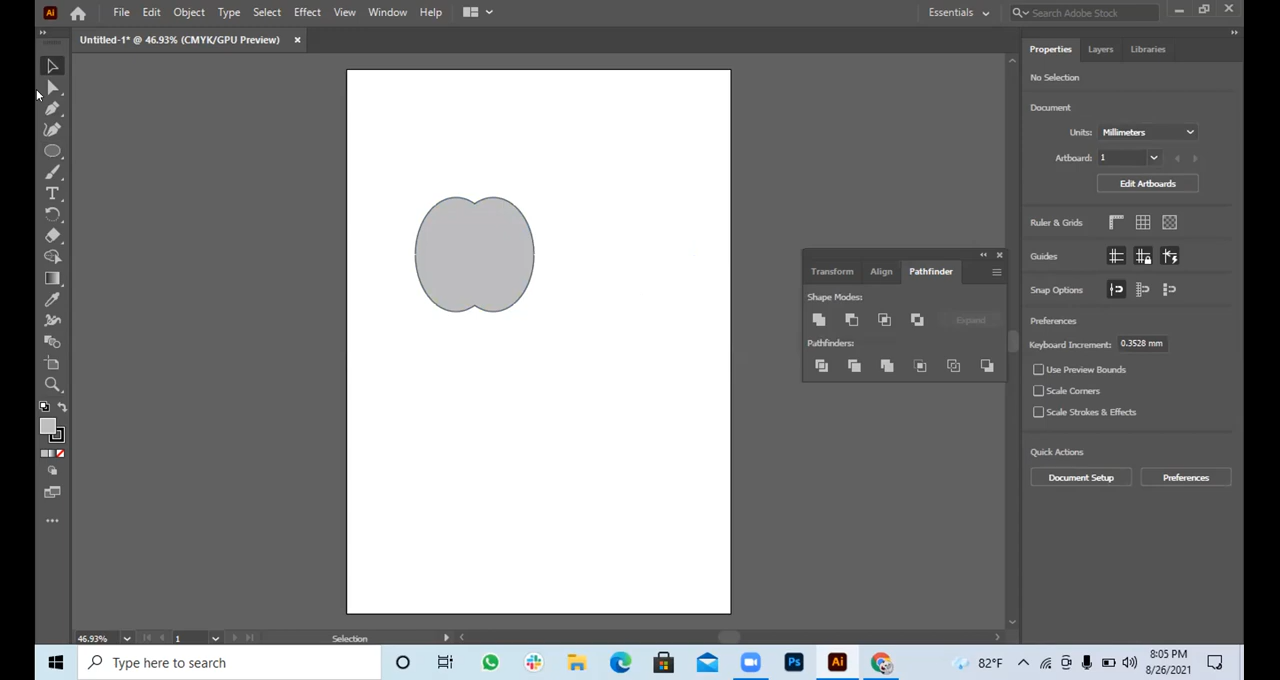 Ai File Edit Object Type Select Effect View Window Help Essentials Search Adobe Stock
Untitled-1* @ 46.93% (CMYK/GPU Preview)
Properties Layers Libraries
No Selection
Document
Units: Millimeters
Artboard: 1
Edit Artboards
Ruler & Grids
Guides
Snap Options
Preferences
Keyboard Increment: 0.3528 mm
Use Preview Bounds
Scale Corners
Scale Strokes & Effects
Quick Actions
Document Setup Preferences
Transform Align Pathfinder
Shape Modes:
Expand
Pathfinders:
T
46.93% 1 Selection
Type here to search Ps Ai 82°F 8:05 PM
8/26/2021